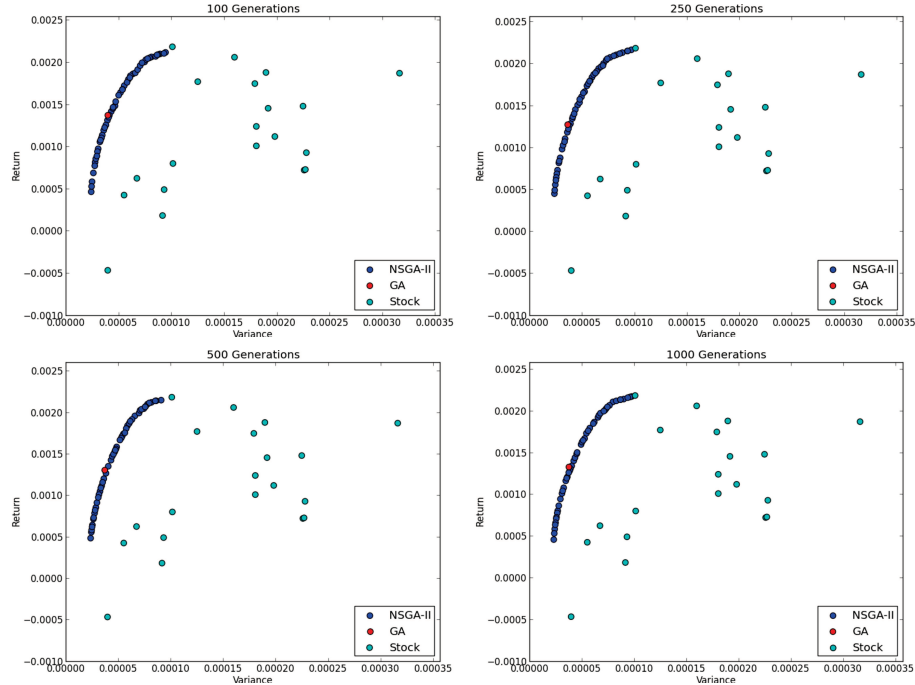 100 Generations
0.0025
0.0020
0.0015
0.0010
0.0005
0.0000
−0.0005
−0.0010
Return
NSGA-II
GA
Stock
0.00000 0.00005 0.00010 0.00015 0.00020 0.00025 0.00030 0.00035
Variance
250 Generations
0.0025
0.0020
0.0015
0.0010
0.0005
0.0000
−0.0005
−0.0010
Return
NSGA-II
GA
Stock
0.00000 0.00005 0.00010 0.00015 0.00020 0.00025 0.00030 0.00035
Variance
500 Generations
0.0025
0.0020
0.0015
0.0010
0.0005
0.0000
−0.0005
−0.0010
Return
NSGA-II
GA
Stock
0.00000 0.00005 0.00010 0.00015 0.00020 0.00025 0.00030 0.00035
Variance
1000 Generations
0.0025
0.0020
0.0015
0.0010
0.0005
0.0000
−0.0005
−0.0010
Return
NSGA-II
GA
Stock
0.00000 0.00005 0.00010 0.00015 0.00020 0.00025 0.00030 0.00035
Variance